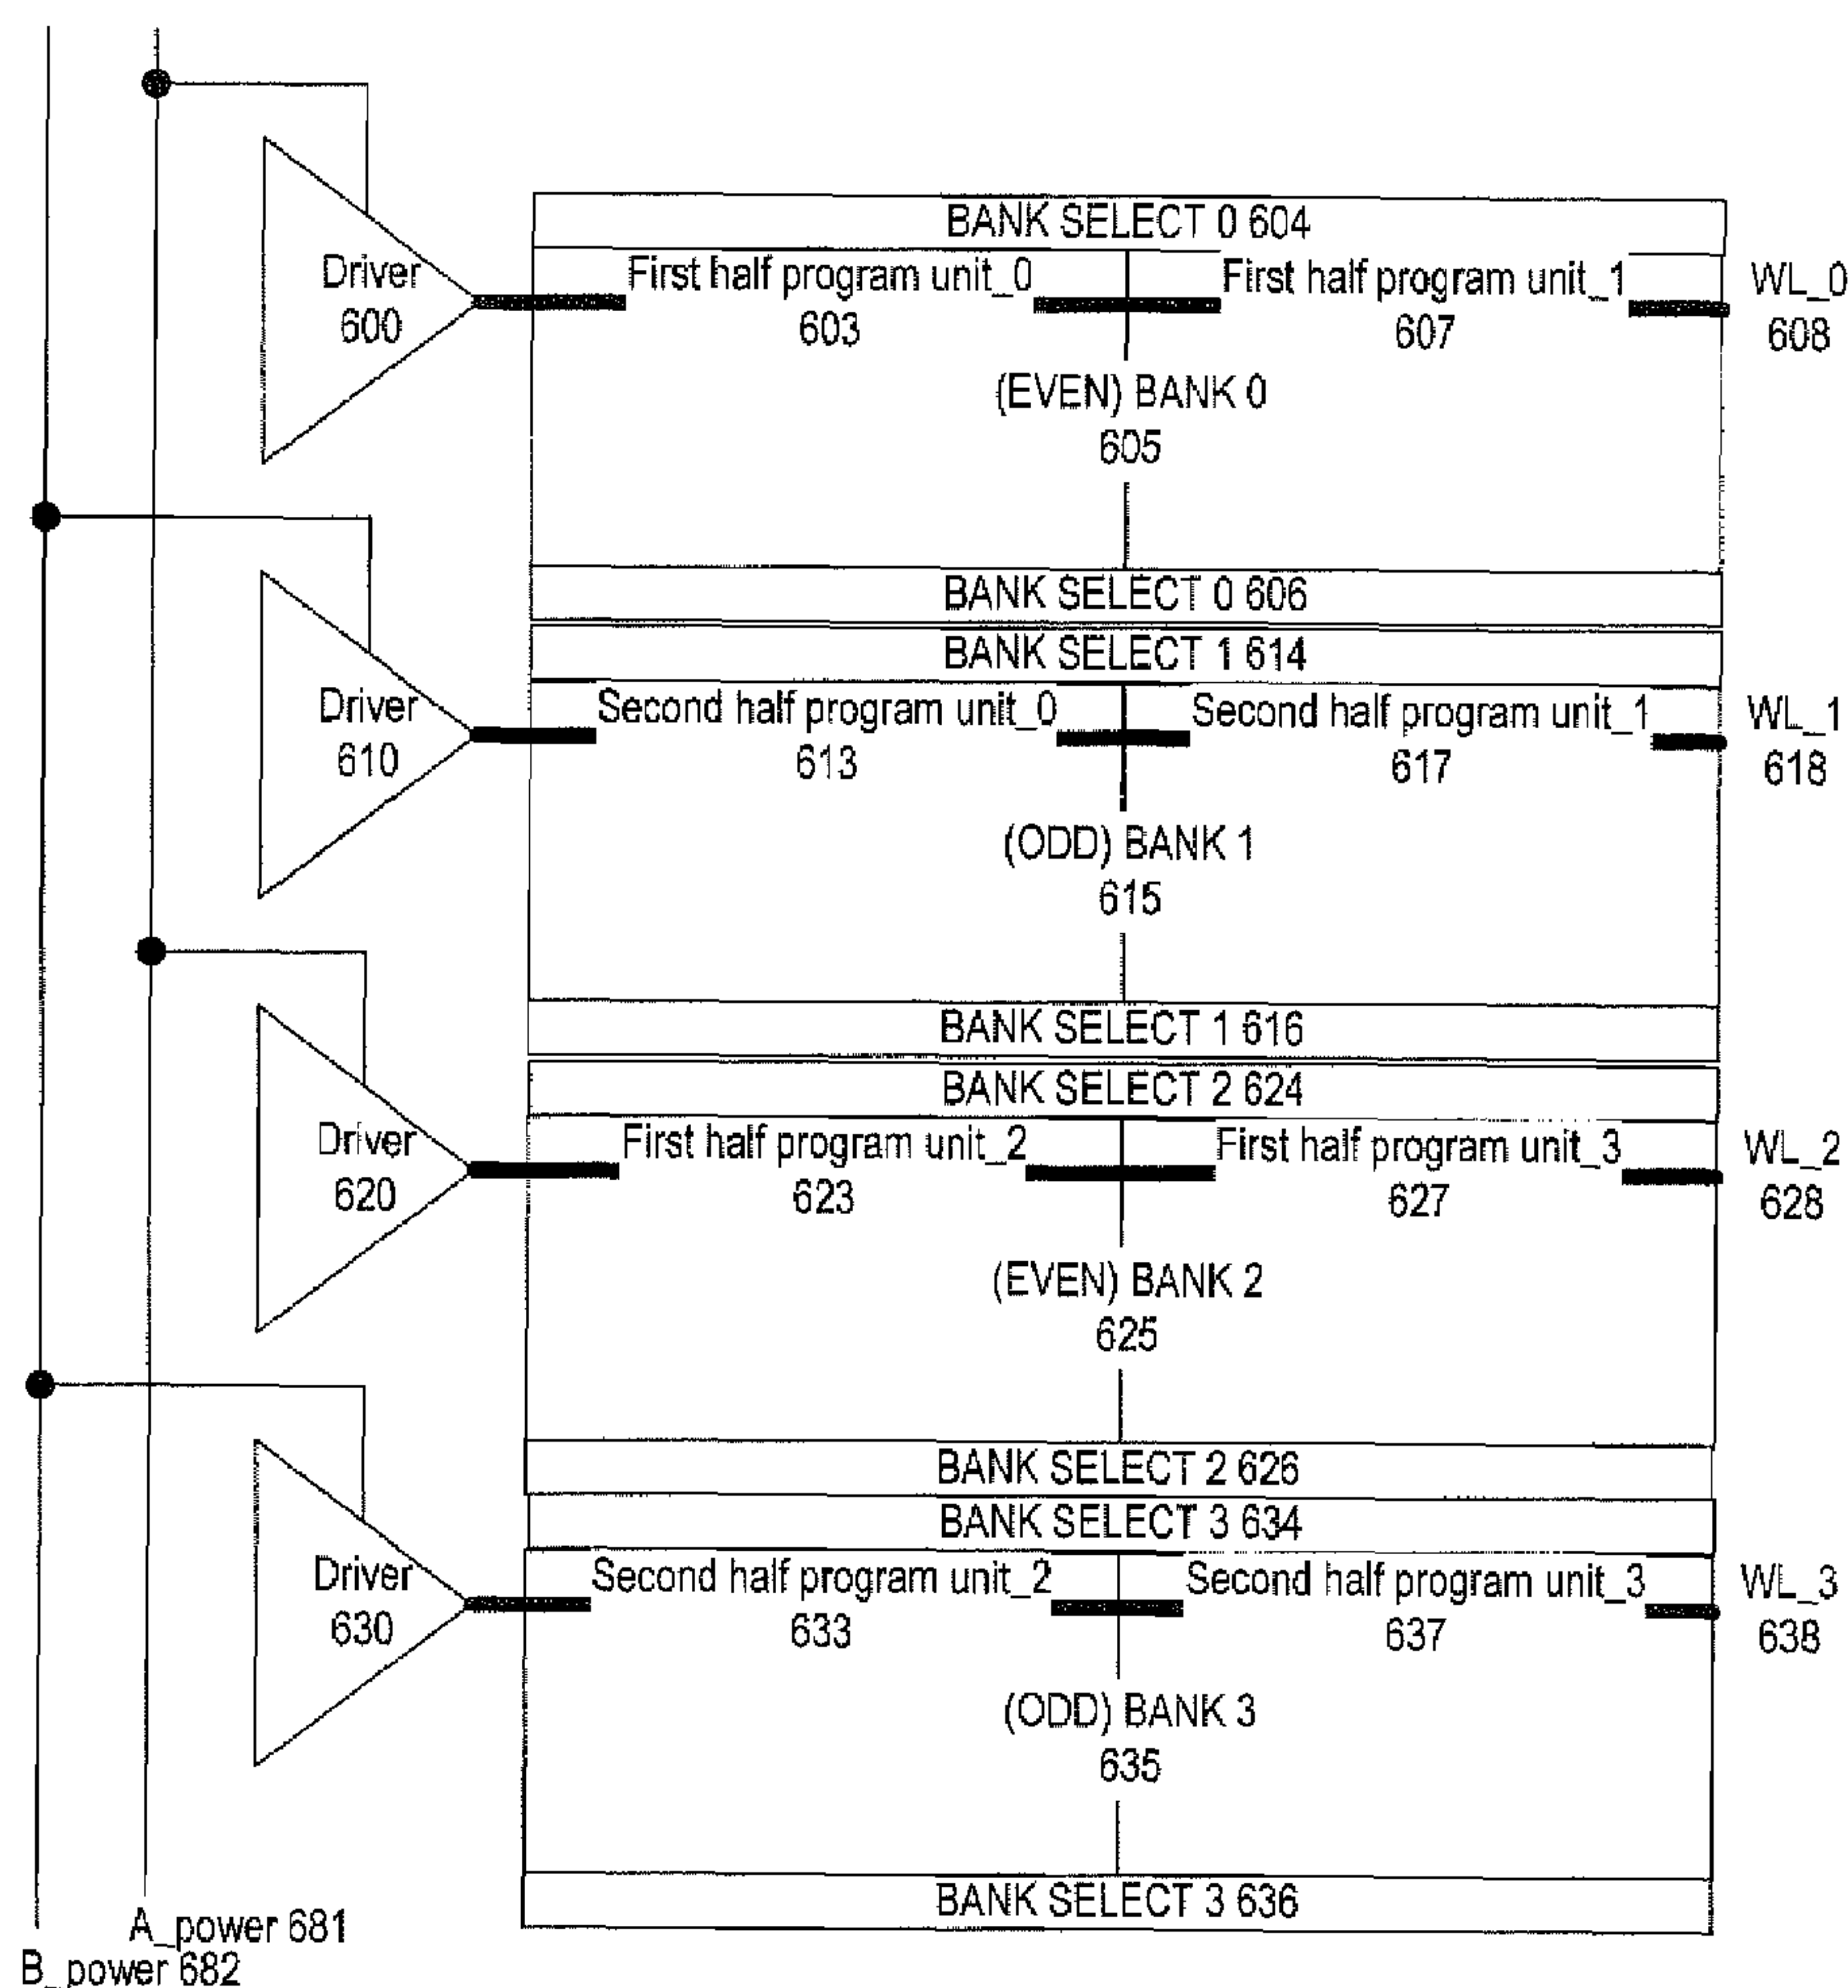 BANK SELECT 0 604
Driver
600
First half program unit_0
603
First half program unit_1
607
WL_0
608
(EVEN) BANK 0
605
BANK SELECT 0 606
BANK SELECT 1 614
Driver
610
Second half program unit_0
613
Second half program unit_1
617
WL_1
618
(ODD) BANK 1
615
BANK SELECT 1 616
BANK SELECT 2 624
Driver
620
First half program unit_2
623
First half program unit_3
627
WL_2
628
(EVEN) BANK 2
625
BANK SELECT 2 626
BANK SELECT 3 634
Driver
630
Second half program unit_2
633
Second half program unit_3
637
WL_3
638
(ODD) BANK 3
635
BANK SELECT 3 636
A_power 681
B_power 682